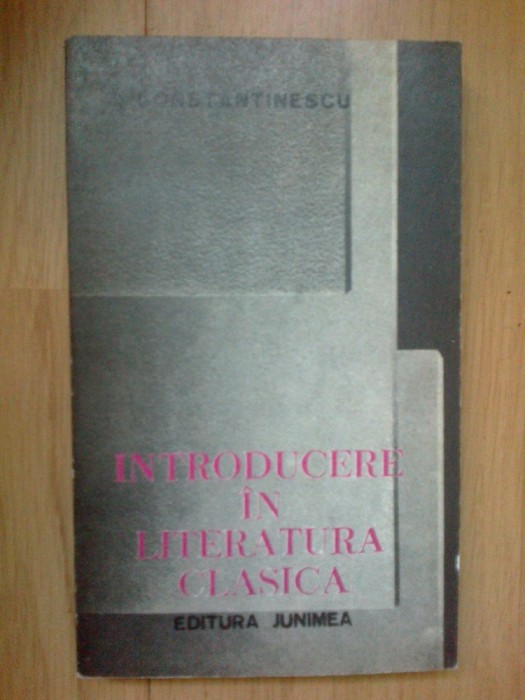 CONSTANTINESCU
INTRODUCERE
ÎN
LITERATURA
CLASICA
EDITURA JUNIMEA